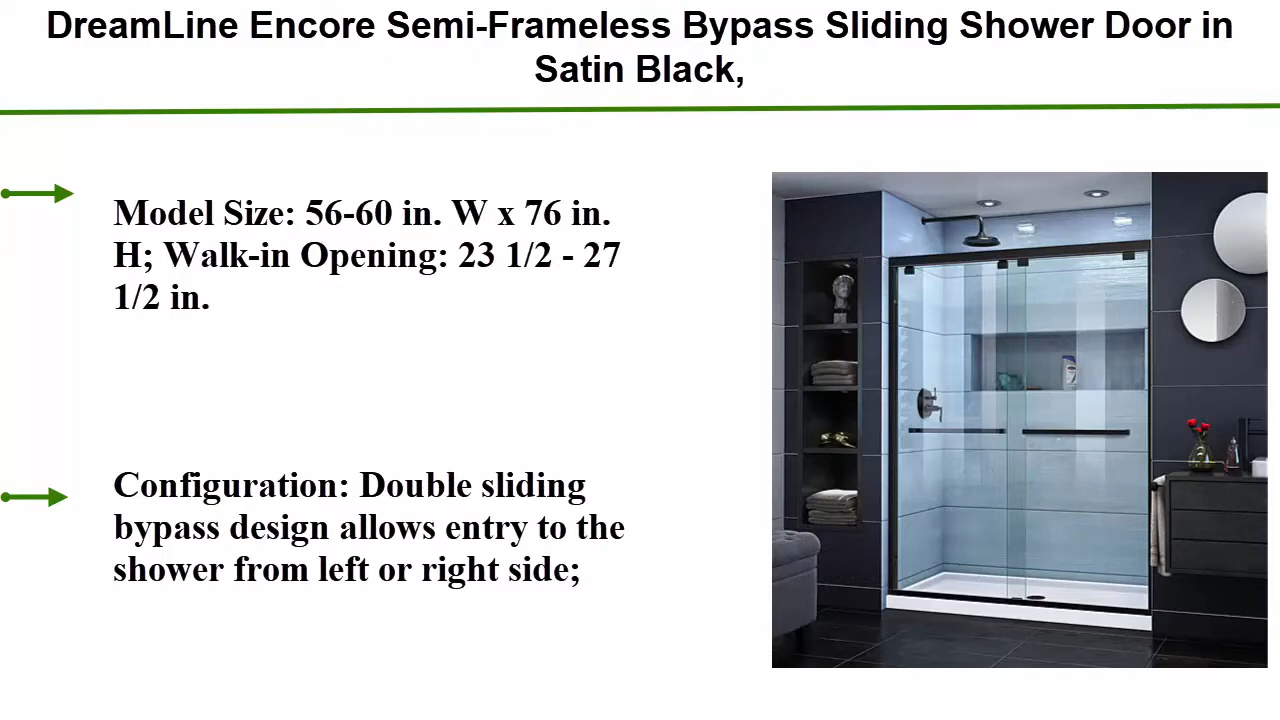 DreamLine Encore Semi-Frameless Bypass Sliding Shower Door in
Satin Black,
Model Size: 56-60 in. W x 76 in.
H; Walk-in Opening: 23 1/2 - 27
1/2 in.
Configuration: Double sliding
bypass design allows entry to the
shower from left or right side;